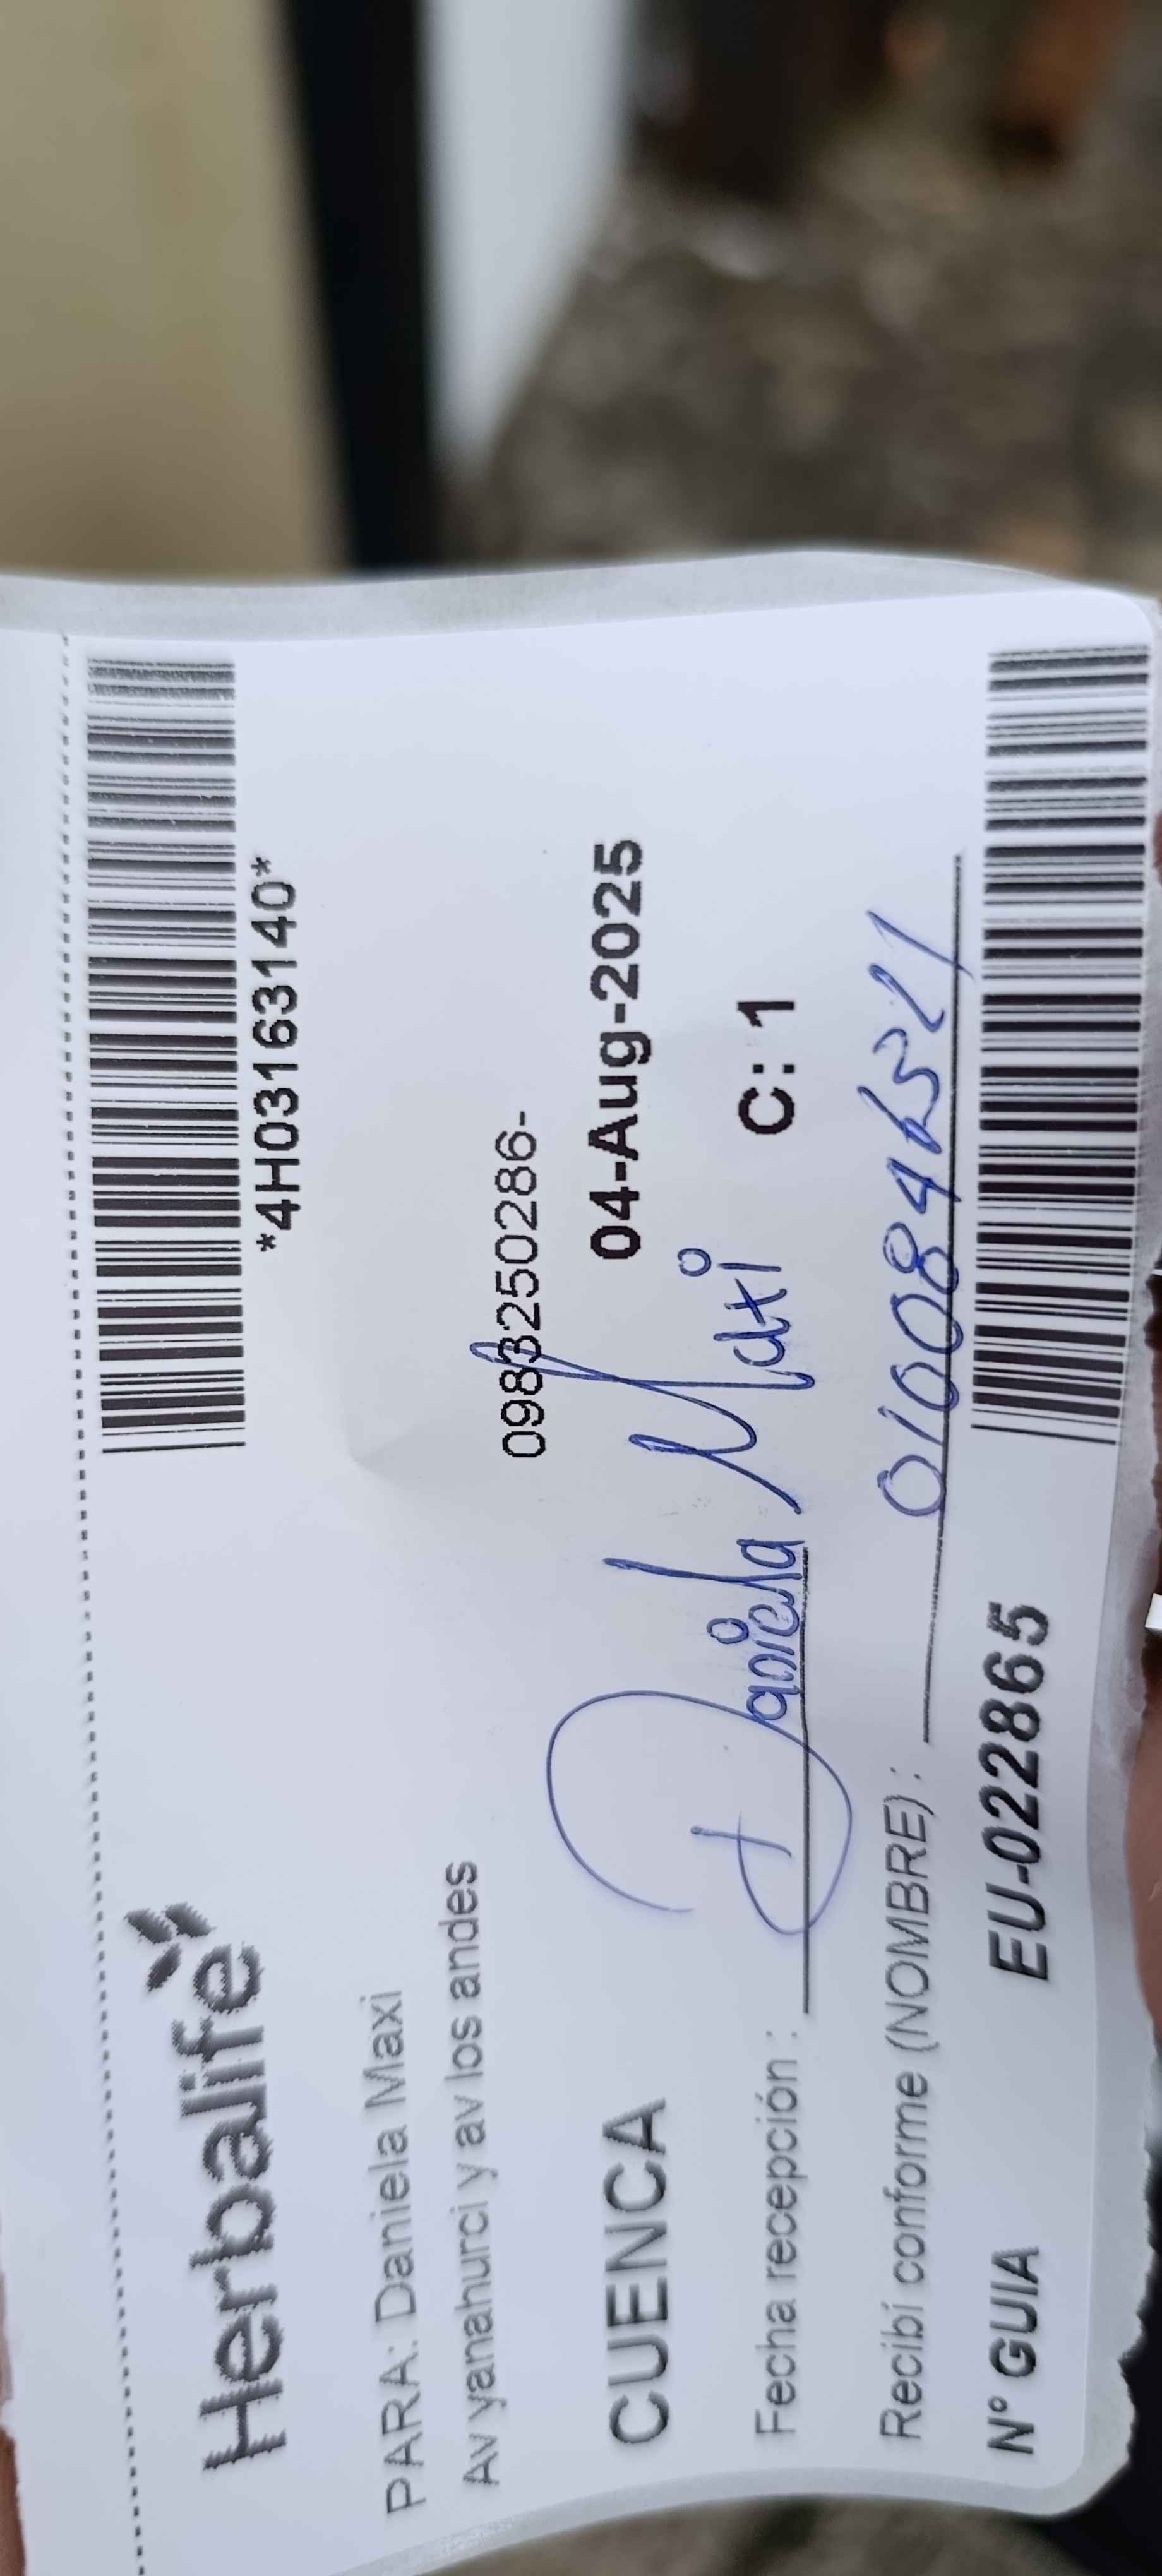 Herbalife
*4H03163140*
PARA: Daniela Maxi
Av yanahurci y av los andes
0983250286-
CUENCA 04-Aug-2025
Daniela Maxi
Fecha recepción : C: 1
Recibí conforme (NOMBRE) :
N° GUIA EU-022865